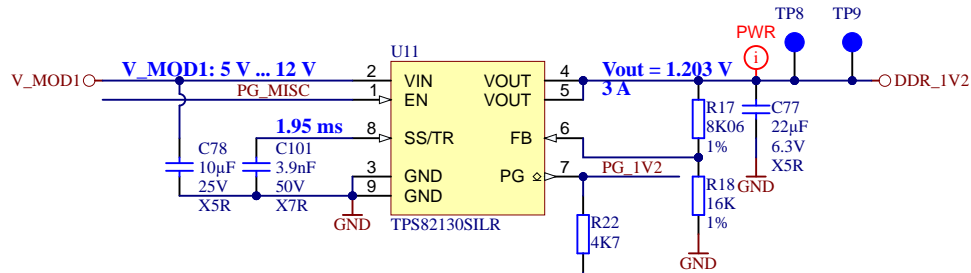 TP8
TP9
PWR
i
U11
V_MOD1
V_MOD1: 5 V ... 12 V
2
VIN
VOUT
4
Vout = 1.203 V
DDR_1V2
PG_MISC
1
EN
VOUT
5
3 A
R17
8K06
1%
C77
22µF
6.3V
X5R
1.95 ms
8
SS/TR
FB
6
C78
10µF
25V
X5R
C101
3.9nF
50V
X7R
3
GND
PG
7
PG_1V2
9
GND
R18
16K
1%
GND
GND
TPS82130SILR
R22
4K7
GND